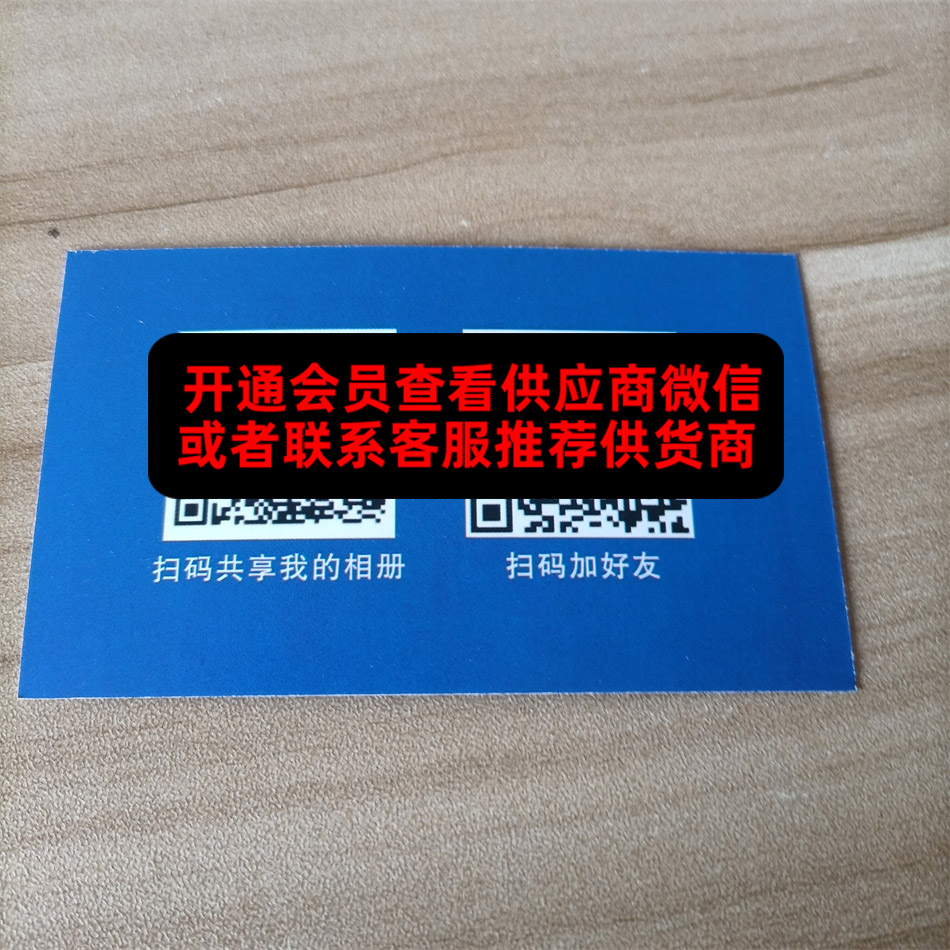 开通会员查看供应商微信
或者联系客服推荐供货商
扫码共享我的相册
扫码加好友